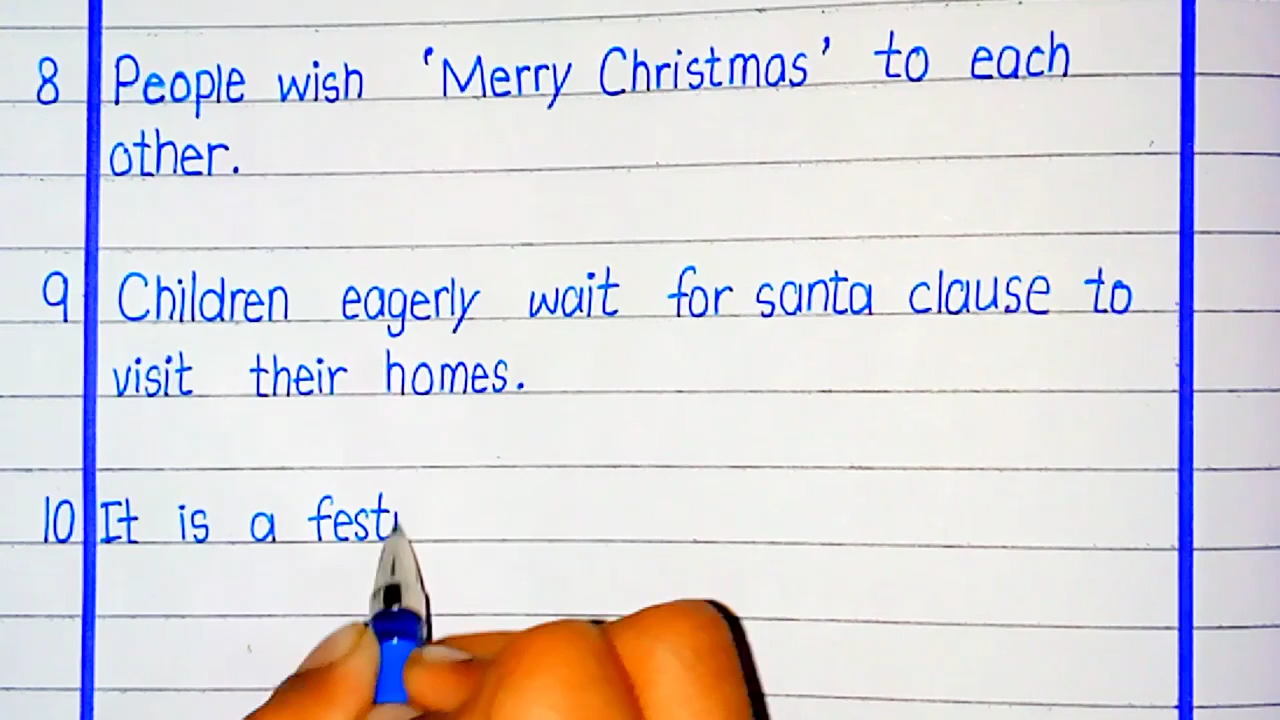 8 People wish 'Merry Christmas' to each
other.
9 Children eagerly wait for santa clause to
visit their homes.
10 It is a fest